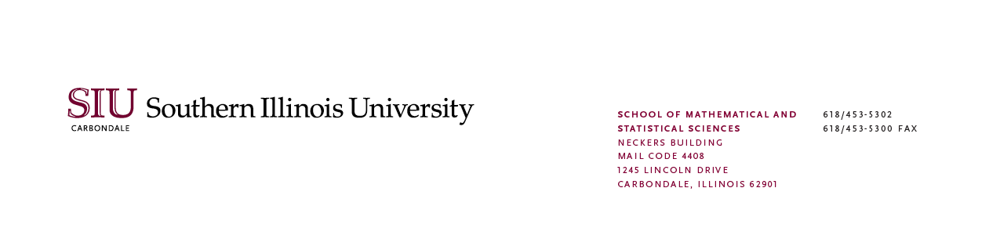 SIU Southern Illinois University
CARBONDALE
SCHOOL OF MATHEMATICAL AND
STATISTICAL SCIENCES
NECKERS BUILDING
MAIL CODE 4408
1245 LINCOLN DRIVE
CARBONDALE, ILLINOIS 62901
618/453-5302
618/453-5300 FAX